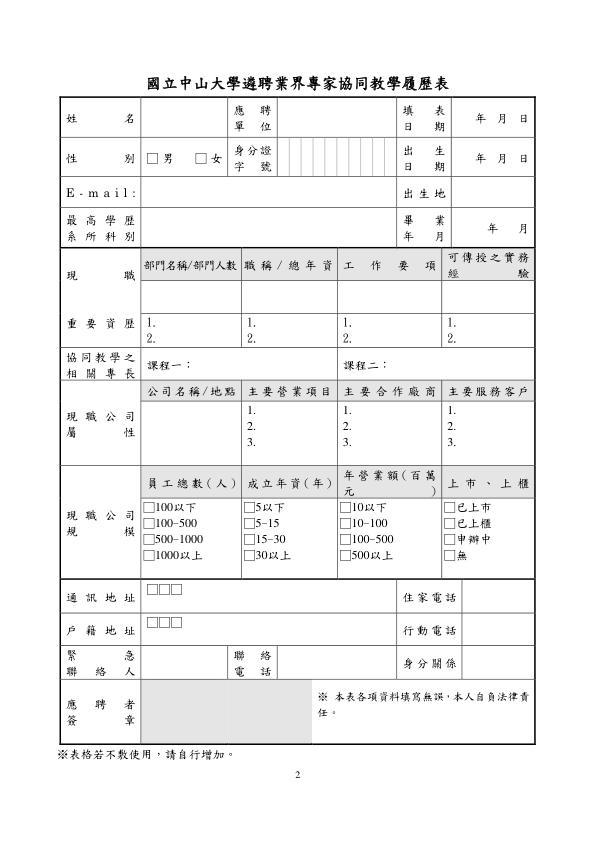 國立中山大學遴聘業界專家協同教學履歷表
姓名 應聘單位 填表日期 年 月 日
性別 □男 □女 身分證字號 出生日期 年 月 日
E-mail: 出生地
最高學歷系所科別 畢業年月 年 月
現職 部門名稱/部門人數 職稱/總年資 工作要項 可傳授之實務經驗
重要資歷 1. 1. 1. 1.
2. 2. 2. 2.
協同教學之相關專長 課程一： 課程二：
公司名稱/地點 主要營業項目 主要合作廠商 主要服務客戶
現職公司屬性 1. 1. 1.
2. 2. 2.
3. 3. 3.
員工總數(人) 成立年資(年) 年營業額(百萬元) 上市、上櫃
現職公司規模
□100以下 □5以下 □10以下 □已上市
□100-500 □5-15 □10-100 □已上櫃
□500-1000 □15-30 □100-500 □申辦中
□1000以上 □30以上 □500以上 □無
通訊地址 □□□ 住家電話
戶籍地址 □□□ 行動電話
緊急聯絡人 聯絡電話 身分關係
應聘者簽章 ※ 本表各項資料填寫無誤，本人自負法律責
任。
※表格若不敷使用，請自行增加。
2